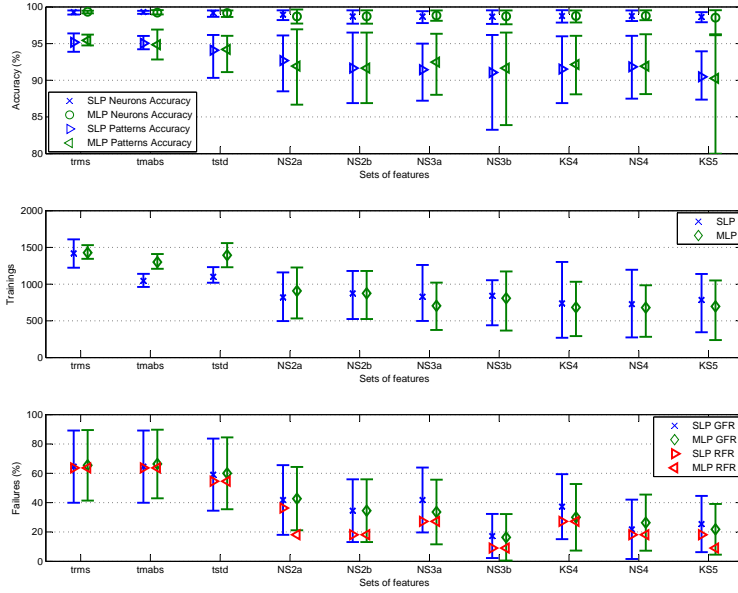 100
95
90
85
80
Accuracy (%)
SLP Neurons Accuracy
MLP Neurons Accuracy
SLP Patterns Accuracy
MLP Patterns Accuracy
trms tmabs tstd NS2a NS2b NS3a NS3b KS4 NS4 KS5
Sets of features
2000
1500
1000
500
0
Trainings
SLP
MLP
trms tmabs tstd NS2a NS2b NS3a NS3b KS4 NS4 KS5
Sets of features
100
80
60
40
20
0
Failures (%)
SLP GFR
MLP GFR
SLP RFR
MLP RFR
trms tmabs tstd NS2a NS2b NS3a NS3b KS4 NS4 KS5
Sets of features